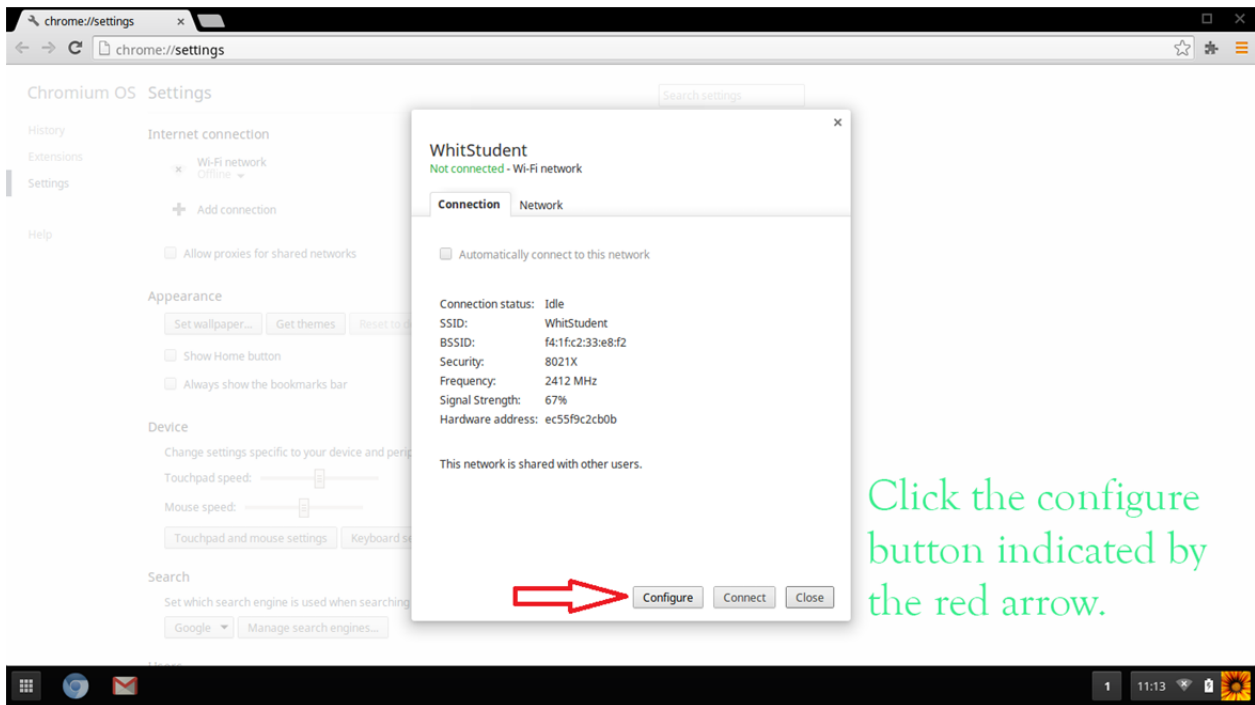 chrome://settings
chrome://settings
Chromium OS Settings
Search settings
History
Extensions
Settings
Help
Internet connection
Wi-Fi network
Offline
Add connection
Allow proxies for shared networks
Appearance
Set wallpaper... Get themes Reset to
Show Home button
Always show the bookmarks bar
Device
Change settings specific to your device and perip
Touchpad speed:
Mouse speed:
Touchpad and mouse settings Keyboard se
Search
Set which search engine is used when searching
Google Manage search engines...
WhitStudent
Not connected - Wi-Fi network
Connection Network
Automatically connect to this network
Connection status: Idle
SSID: WhitStudent
BSSID: f4:1f:c2:33:e8:f2
Security: 8021X
Frequency: 2412 MHz
Signal Strength: 67%
Hardware address: ec55f9c2cb0b
This network is shared with other users.
Configure Connect Close
Click the configure
button indicated by
the red arrow.
1 11:13